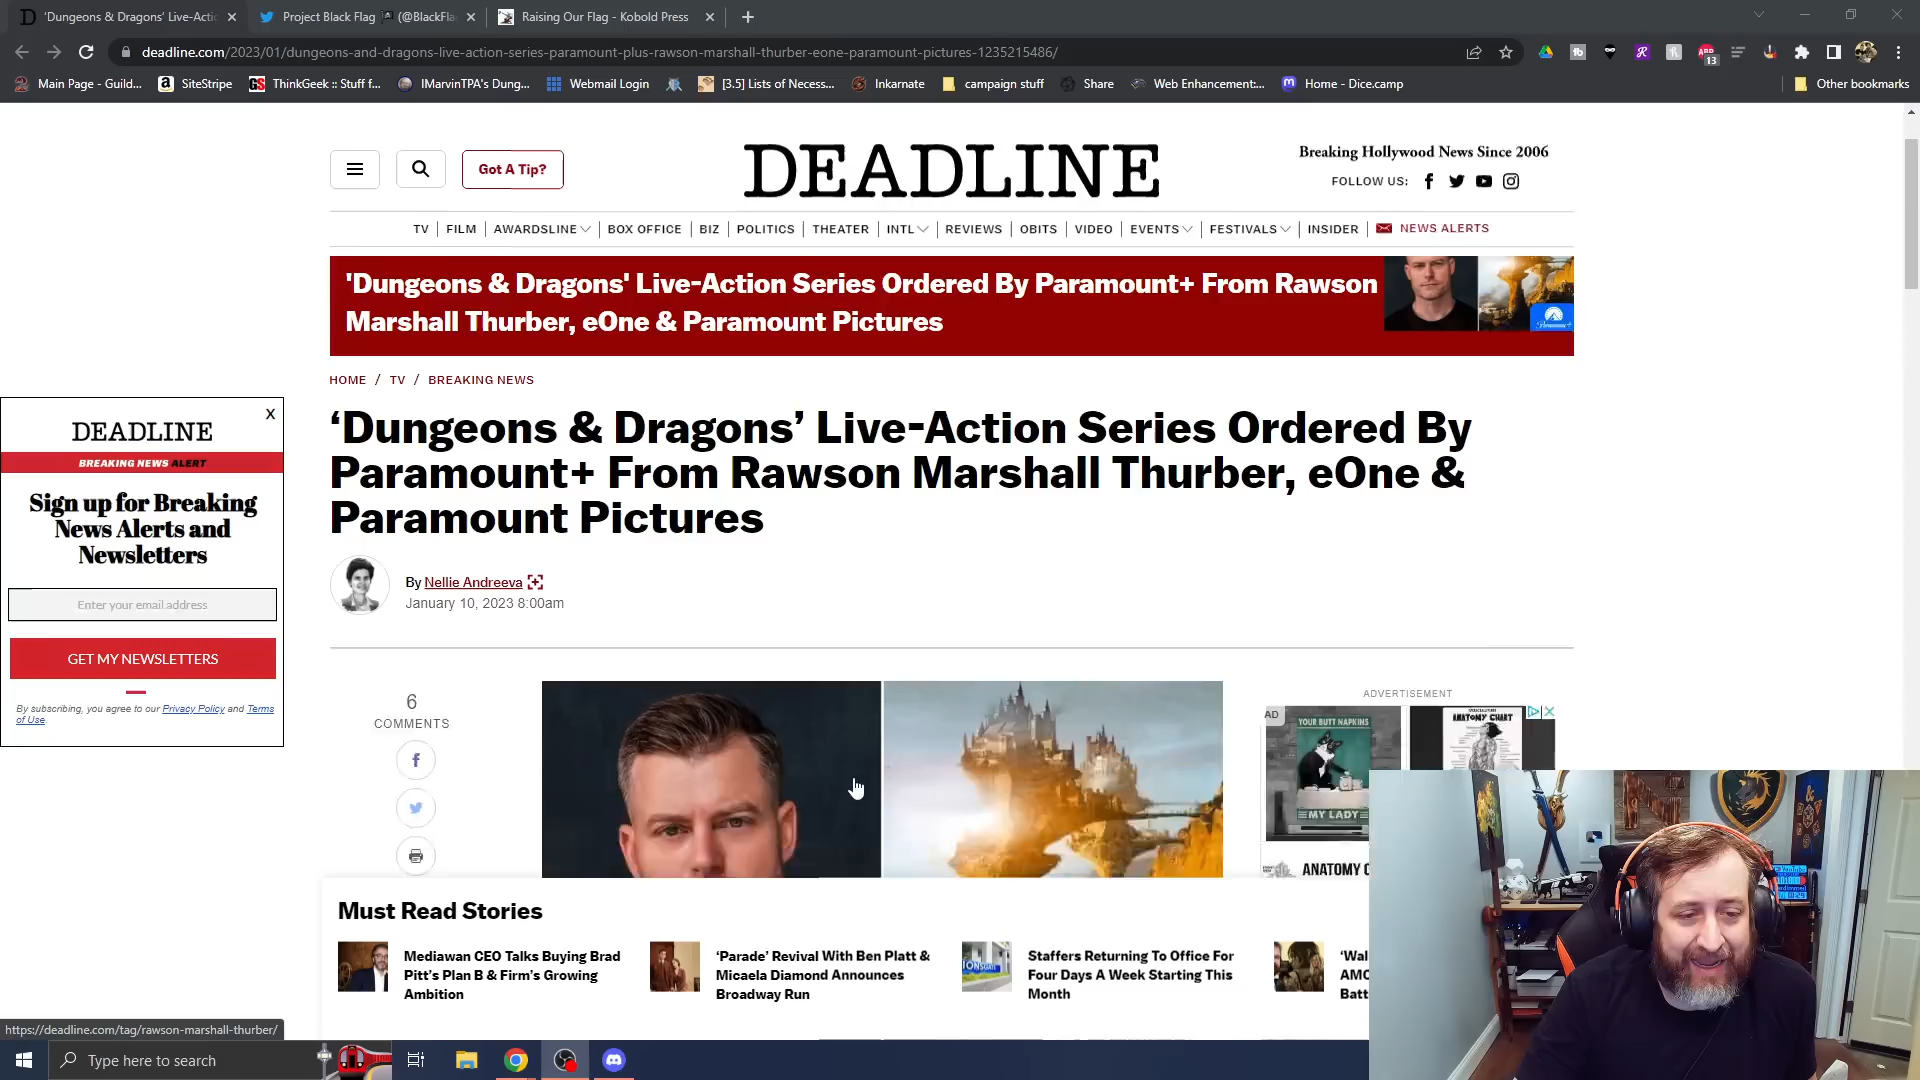 'Dungeons & Dragons' Live-Actic
Project Black Flag 🏴 (@BlackFla
Raising Our Flag - Kobold Press
deadline.com/2023/01/dungeons-and-dragons-live-action-series-paramount-plus-rawson-marshall-thurber-eone-paramount-pictures-1235215486/
13
Main Page - Guild...
SiteStripe
ThinkGeek :: Stuff f...
IMarvinTPA's Dung...
Webmail Login
[3.5] Lists of Necess...
Inkarnate
campaign stuff
Share
Web Enhancement:...
Home - Dice.camp
Other bookmarks
Got A Tip?
DEADLINE
Breaking Hollywood News Since 2006
FOLLOW US:
TV
FILM
AWARDSLINE
BOX OFFICE
BIZ
POLITICS
THEATER
INTL
REVIEWS
OBITS
VIDEO
EVENTS
FESTIVALS
INSIDER
NEWS ALERTS
'Dungeons & Dragons' Live-Action Series Ordered By Paramount+ From Rawson
Marshall Thurber, eOne & Paramount Pictures
HOME / TV / BREAKING NEWS
‘Dungeons & Dragons’ Live-Action Series Ordered By
Paramount+ From Rawson Marshall Thurber, eOne &
Paramount Pictures
By Nellie Andreeva
January 10, 2023 8:00am
X
DEADLINE
BREAKING NEWS ALERT
Sign up for Breaking
News Alerts and
Newsletters
Enter your email address
GET MY NEWSLETTERS
By subscribing, you agree to our Privacy Policy and Terms
of Use.
6
COMMENTS
ADVERTISEMENT
AD
YOUR BUTT NAPKINS
MY LADY
ANATOMY CHART
ANATOMY C
Must Read Stories
Mediawan CEO Talks Buying Brad
Pitt’s Plan B & Firm’s Growing
Ambition
‘Parade’ Revival With Ben Platt &
Micaela Diamond Announces
Broadway Run
Staffers Returning To Office For
Four Days A Week Starting This
Month
‘Wal
AMC
Batt
https://deadline.com/tag/rawson-marshall-thurber/
Type here to search